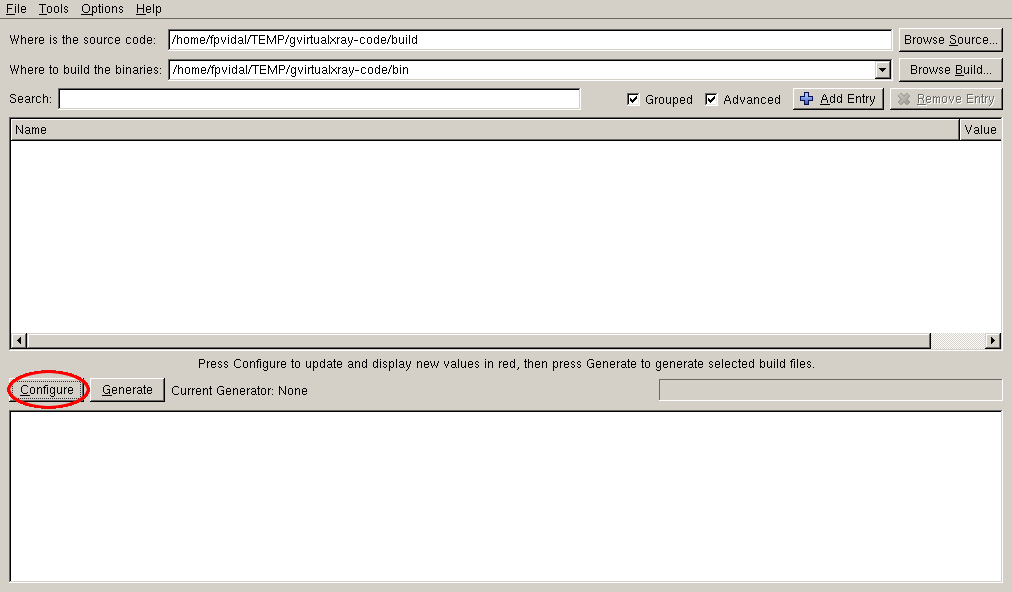 File Tools Options Help
Where is the source code: /home/fpvidal/TEMP/gvirtualxray-code/build Browse Source...
Where to build the binaries: /home/fpvidal/TEMP/gvirtualxray-code/bin Browse Build...
Search: Grouped Advanced Add Entry Remove Entry
Name Value
Press Configure to update and display new values in red, then press Generate to generate selected build files.
Configure Generate Current Generator: None